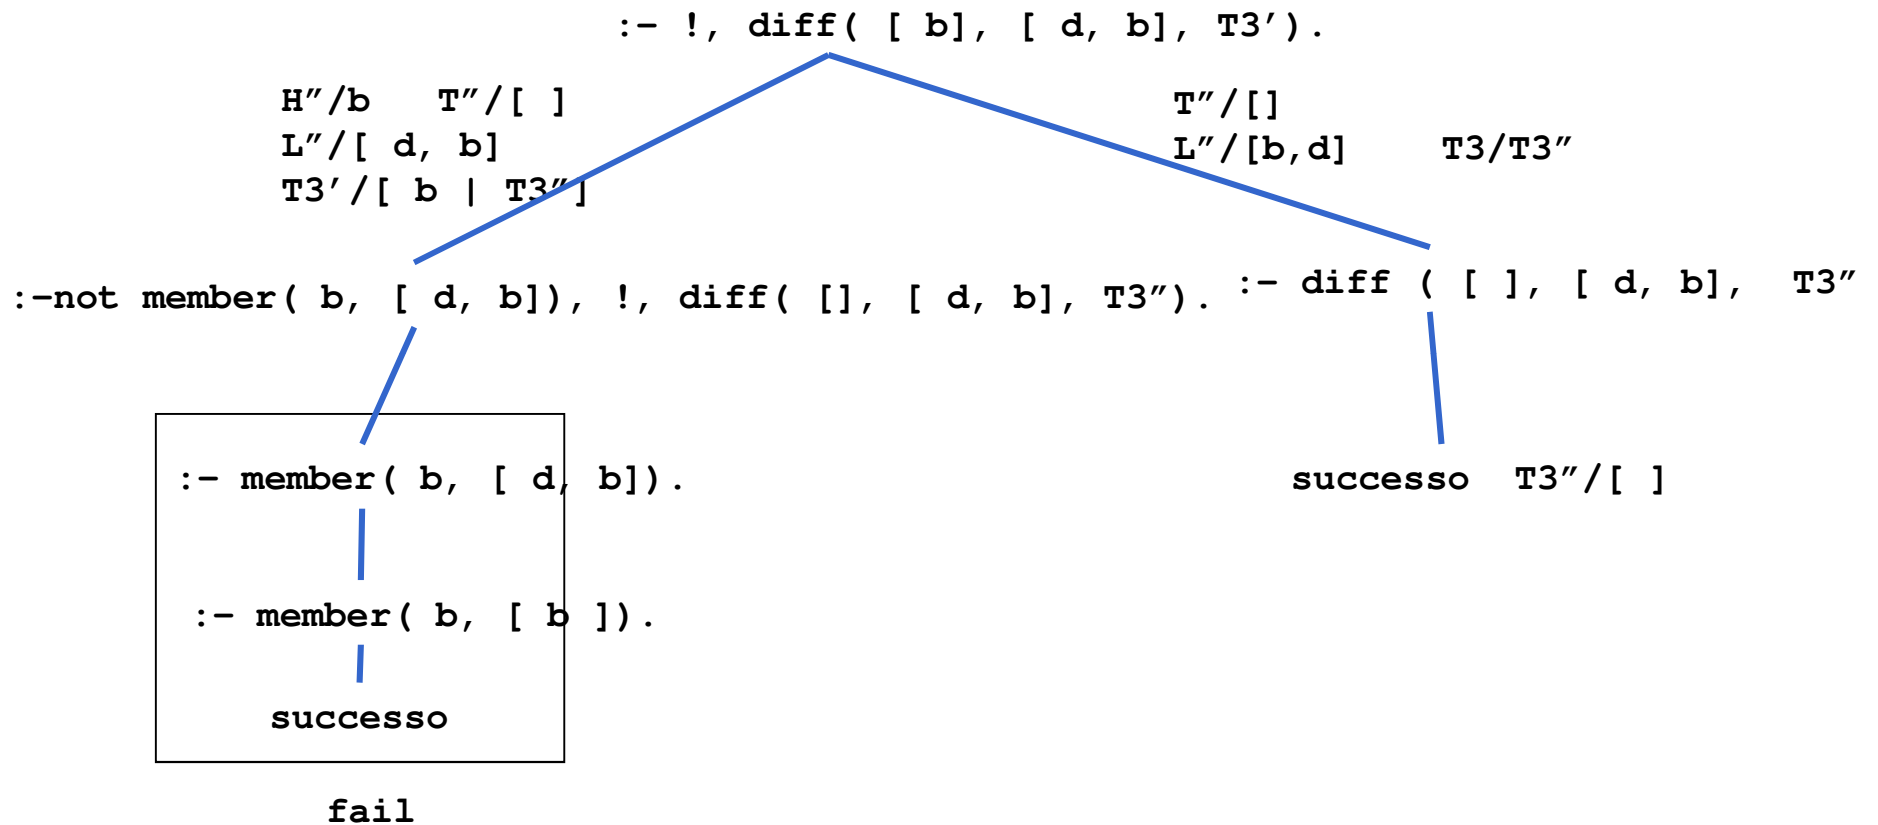 :- !, diff( [ b], [ d, b], T3′).
H″/b   T″/[ ]
L″/[ d, b]
T3′/[ b | T3″]
T″/[]
L″/[b,d]   T3/T3″
:-not member( b, [ d, b]), !, diff( [], [ d, b], T3″).
:- diff ( [ ], [ d, b],  T3″
:- member( b, [ d, b]).
:- member( b, [ b ]).
successo
fail
successo  T3″/[ ]